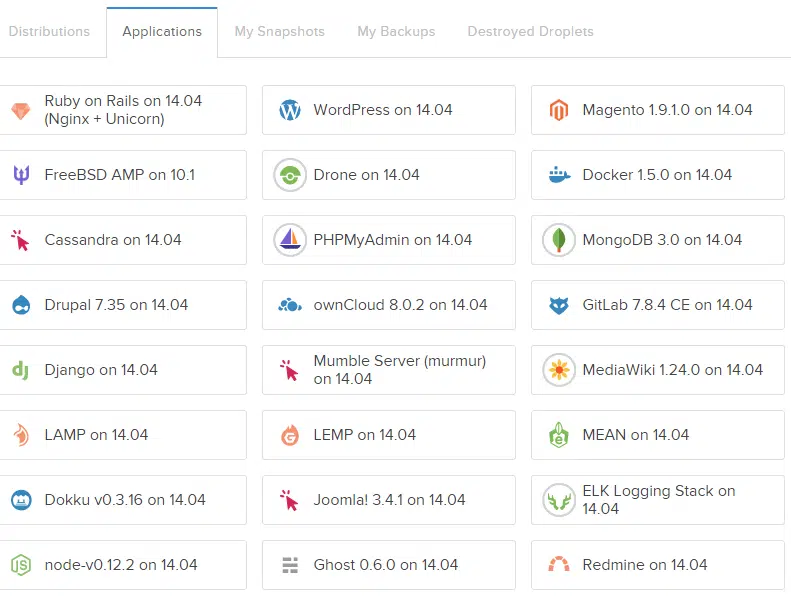 Distributions
Applications
My Snapshots
My Backups
Destroyed Droplets
Ruby on Rails on 14.04
(Nginx + Unicorn)
WordPress on 14.04
Magento 1.9.1.0 on 14.04
FreeBSD AMP on 10.1
Drone on 14.04
Docker 1.5.0 on 14.04
Cassandra on 14.04
PHPMyAdmin on 14.04
MongoDB 3.0 on 14.04
Drupal 7.35 on 14.04
ownCloud 8.0.2 on 14.04
GitLab 7.8.4 CE on 14.04
dj
Django on 14.04
Mumble Server (murmur)
on 14.04
MediaWiki 1.24.0 on 14.04
LAMP on 14.04
G
LEMP on 14.04
e
MEAN on 14.04
Dokku v0.3.16 on 14.04
Joomla! 3.4.1 on 14.04
ELK Logging Stack on
14.04
JS
node-v0.12.2 on 14.04
Ghost 0.6.0 on 14.04
Redmine on 14.04